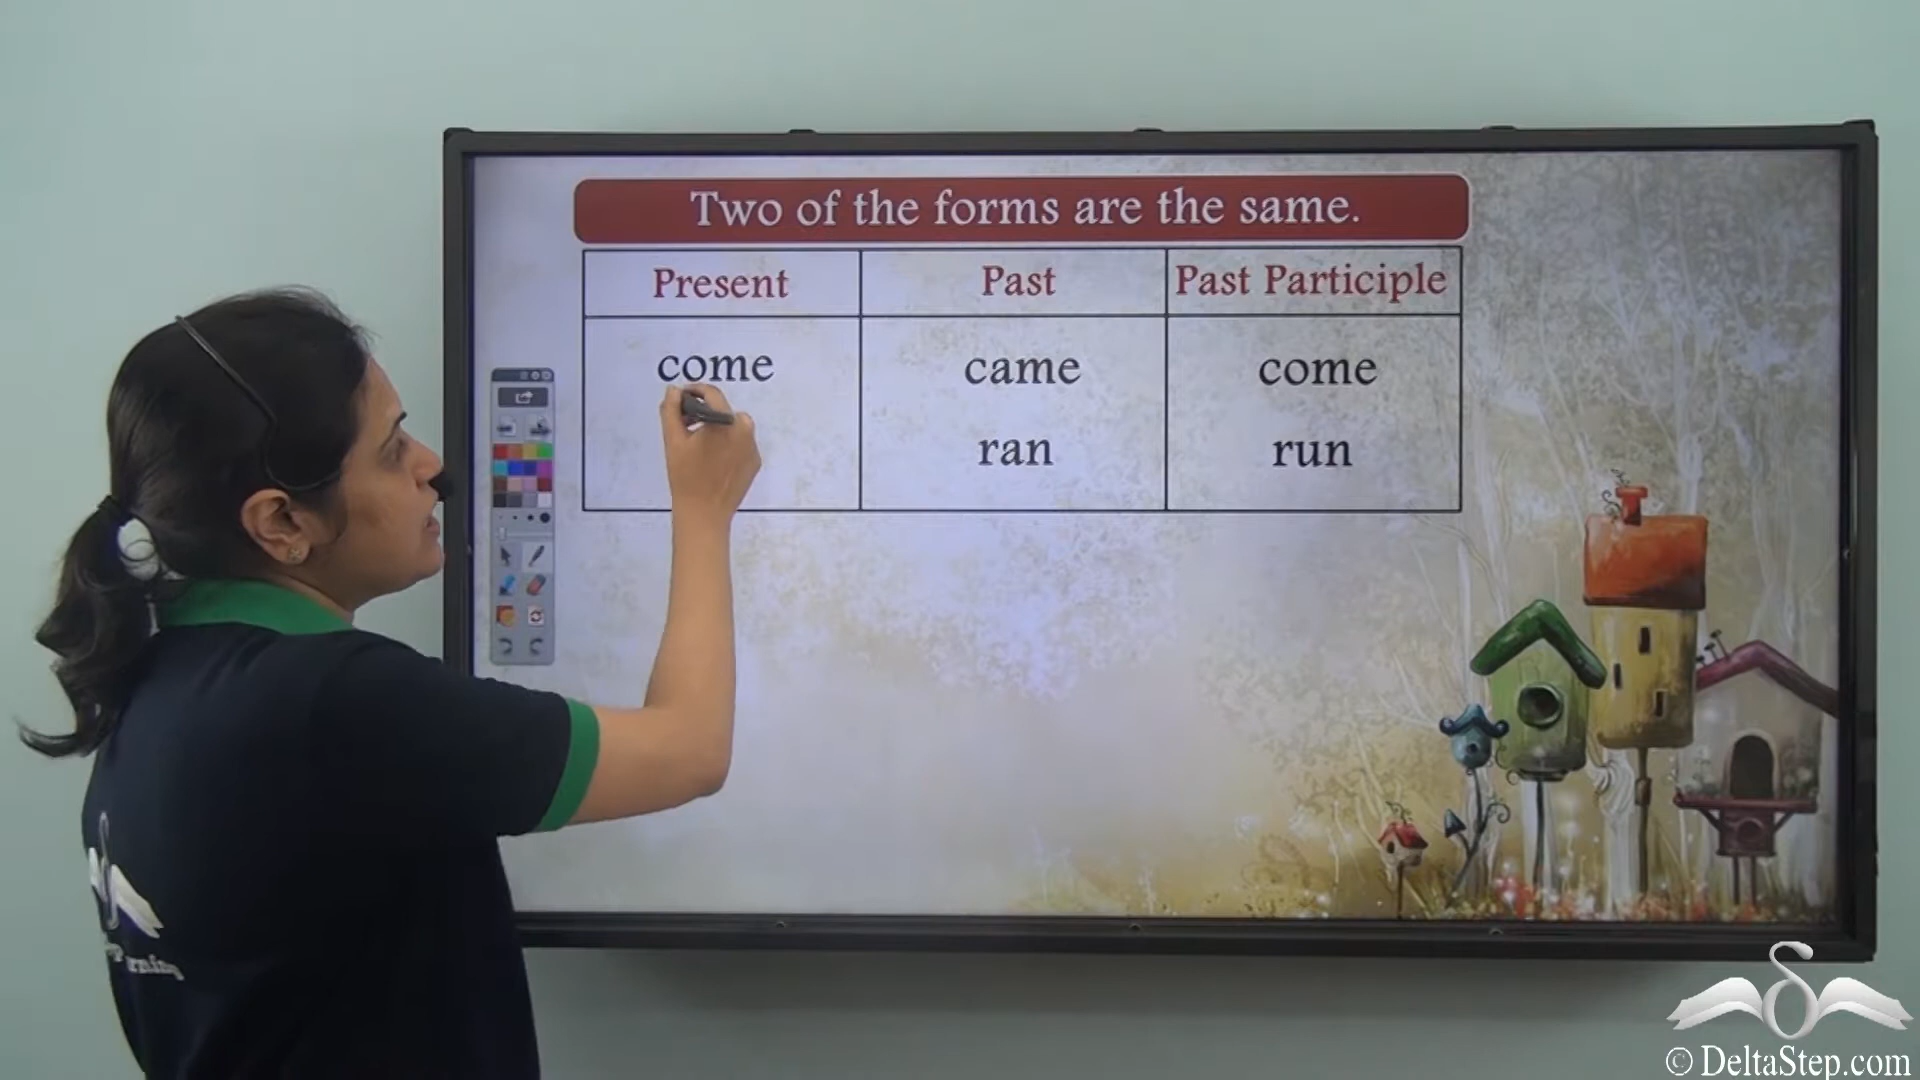 Two of the forms are the same.
Present Past Past Participle
come came come
ran run
© DeltaStep.com